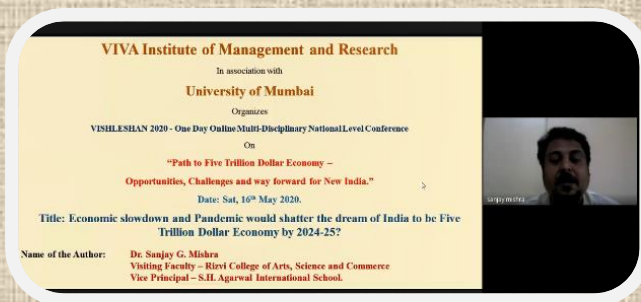 VIVA Institute of Management and Research
In association with
University of Mumbai
Organizes
VISHLESHAN 2020 - One Day Online Multi-Disciplinary National Level Conference
On
"Path to Five Trillion Dollar Economy –
Opportunities, Challenges and way forward for New India."
Date: Sat, 16th May 2020.
Title: Economic slowdown and Pandemic would shatter the dream of India to be Five
Trillion Dollar Economy by 2024-25?
Name of the Author: Dr. Sanjay G. Mishra
Visiting Faculty – Rizvi College of Arts, Science and Commerce
Vice Principal – S.H. Agarwal International School.
sanjay mishra